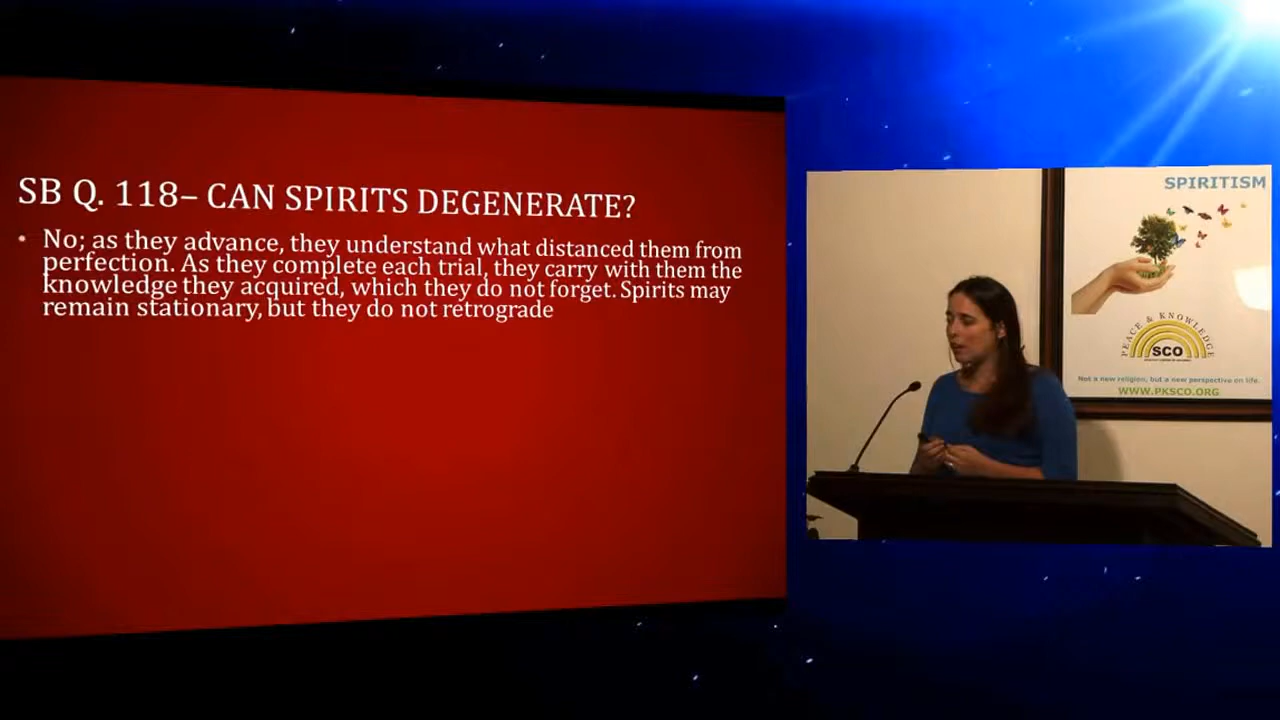 SB Q. 118– CAN SPIRITS DEGENERATE?
• No; as they advance, they understand what distanced them from
perfection. As they complete each trial, they carry with them the
knowledge they acquired, which they do not forget. Spirits may
remain stationary, but they do not retrograde
SPIRITISM
PEACE & KNOWLEDGE
SCO
Not a new religion, but a new perspective on life.
WWW.PKSCO.ORG